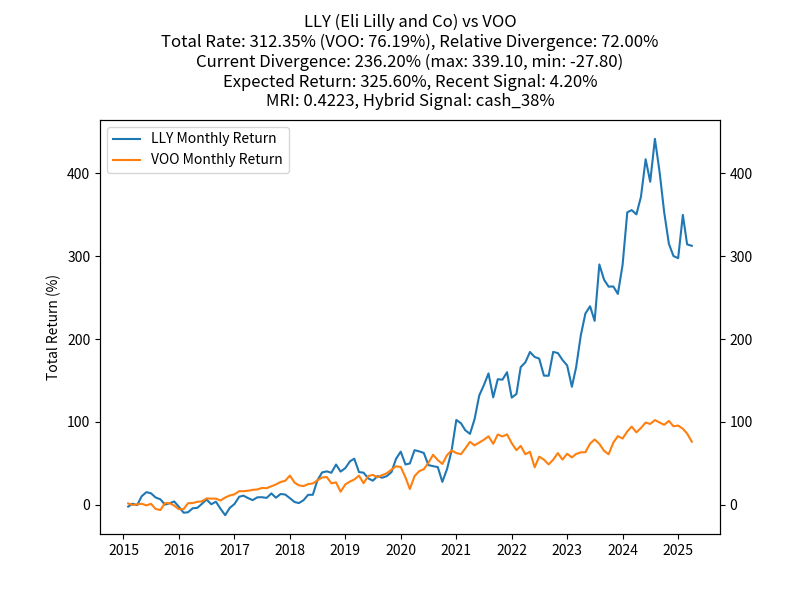 LLY (Eli Lilly and Co) vs VOO
Total Rate: 312.35% (VOO: 76.19%), Relative Divergence: 72.00%
Current Divergence: 236.20% (max: 339.10, min: -27.80)
Expected Return: 325.60%, Recent Signal: 4.20%
MRI: 0.4223, Hybrid Signal: cash_38%
LLY Monthly Return
VOO Monthly Return
Total Return (%)
400
300
200
100
0
400
300
200
100
0
2015 2016 2017 2018 2019 2020 2021 2022 2023 2024 2025